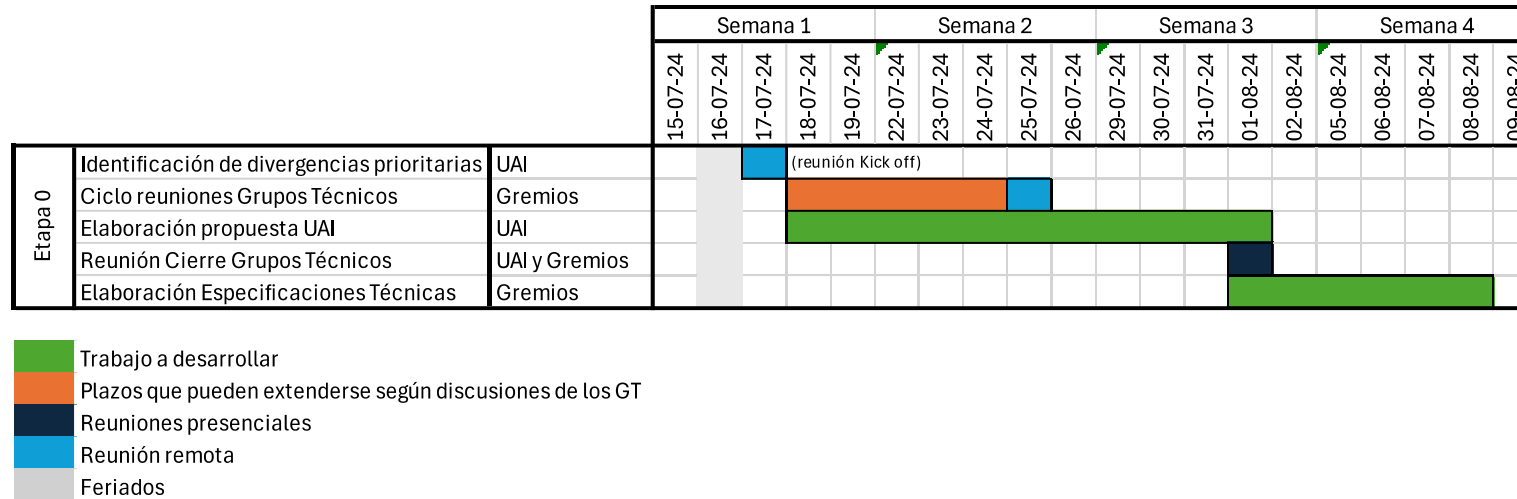 Semana 1 Semana 2 Semana 3 Semana 4
15-07-24 16-07-24 17-07-24 18-07-24 19-07-24 22-07-24 23-07-24 24-07-24 25-07-24 26-07-24 29-07-24 30-07-24 31-07-24 01-08-24 02-08-24 05-08-24 06-08-24 07-08-24 08-08-24 09-08-24
Etapa 0
Identificación de divergencias prioritarias UAI (reunión Kick off)
Ciclo reuniones Grupos Técnicos Gremios
Elaboración propuesta UAI UAI
Reunión Cierre Grupos Técnicos UAI y Gremios
Elaboración Especificaciones Técnicas Gremios
Trabajo a desarrollar
Plazos que pueden extenderse según discusiones de los GT
Reuniones presenciales
Reunión remota
Feriados